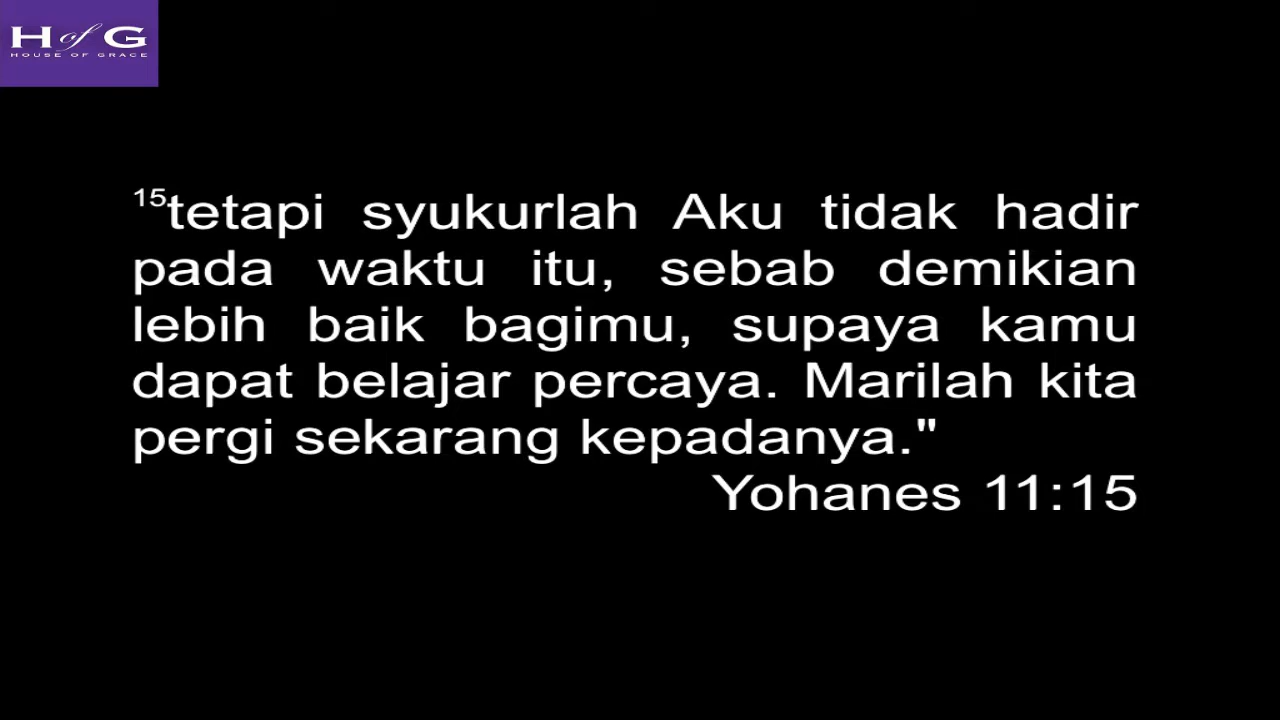 H of G
HOUSE OF GRACE
15tetapi syukurlah Aku tidak hadir
pada waktu itu, sebab demikian
lebih baik bagimu, supaya kamu
dapat belajar percaya. Marilah kita
pergi sekarang kepadanya."
Yohanes 11:15